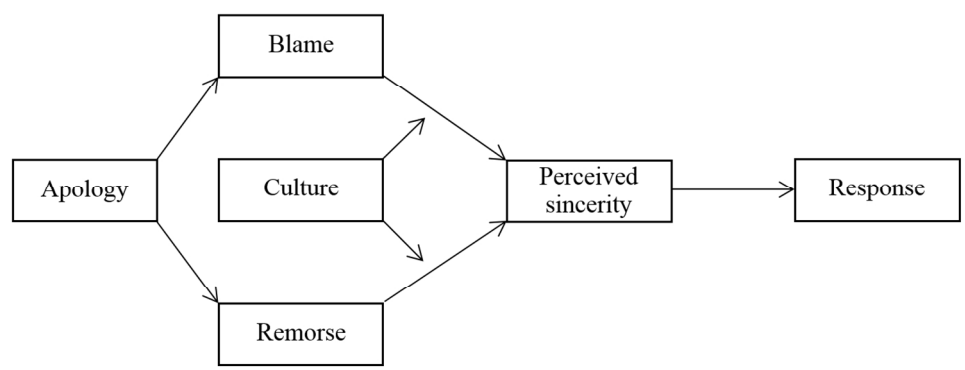 Blame
Apology
Culture
Perceived
sincerity
Response
Remorse